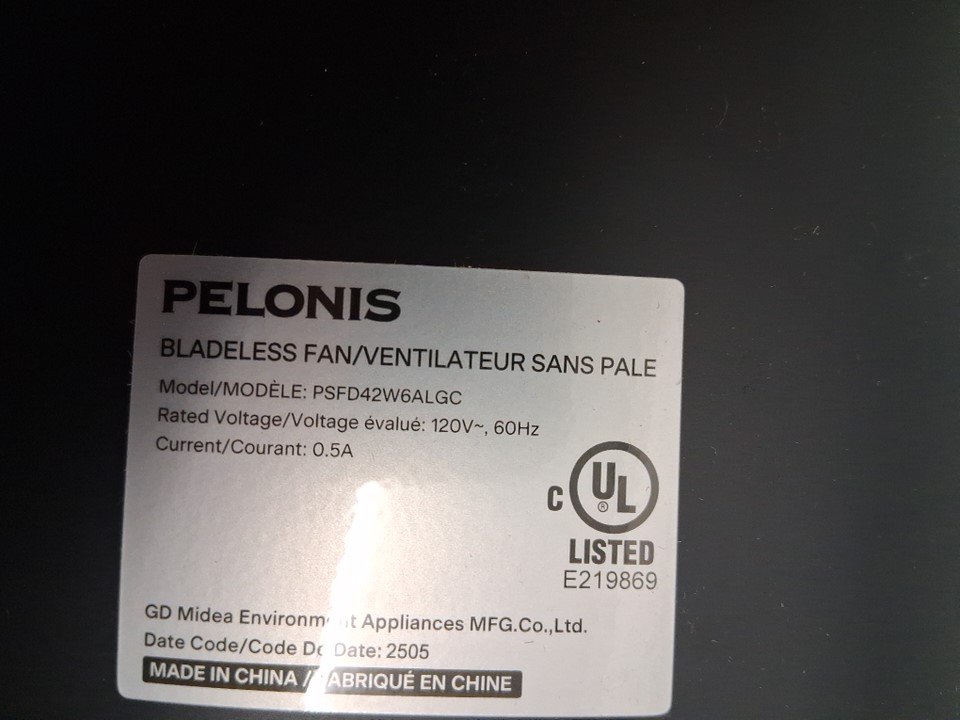 PELONIS
BLADELESS FAN/VENTILATEUR SANS PALE
Model/MODÈLE: PSFD42W6ALGC
Rated Voltage/Voltage évalué: 120V~, 60Hz
Current/Courant: 0.5A
C UL ®
LISTED
E219869
GD Midea Appliances MFG.Co.,Ltd.
Date Code/Code Date: 2505
MADE IN CHINA / EN CHINE